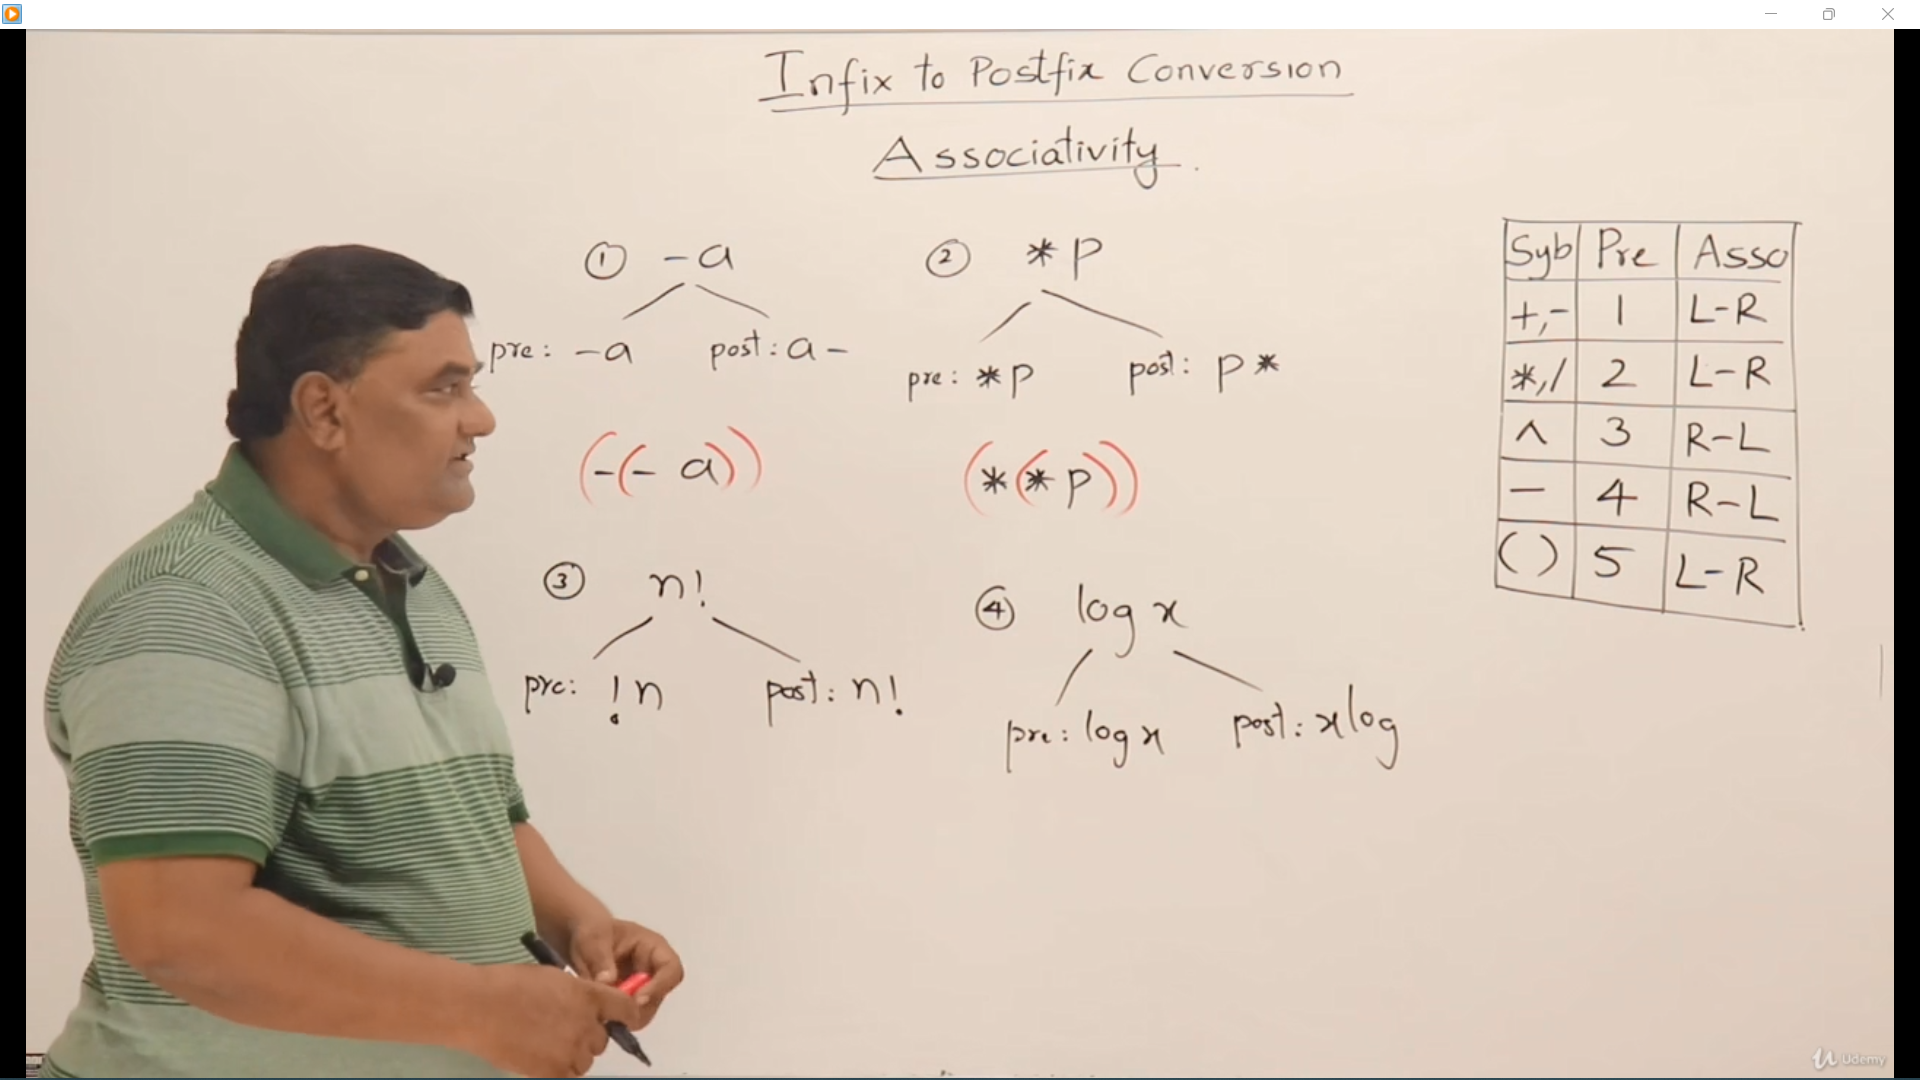 Infix to Postfix Conversion
Associativity.
① -a
pre: -a post: a-
(-(- a))
② *p
pre: *p post: p*
(*(*p))
③ n!
pre: !n post: n!
④ log x
pre: log x post: x log
Syb Pre Asso
+,- 1 L-R
*,/ 2 L-R
^ 3 R-L
- 4 R-L
( ) 5 L-R
Udemy